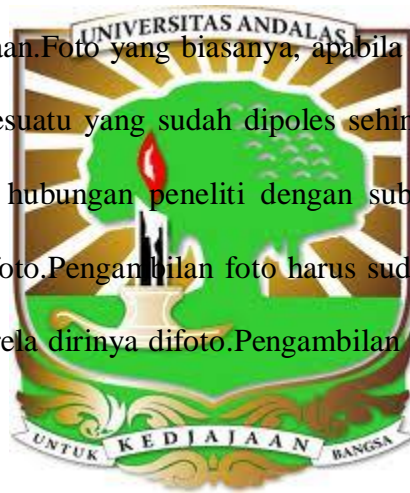 UNIVERSITAS ANDALAS
aan.Foto yang biasanya, apabila
esuatu yang sudah dipoles sehin
hubungan peneliti dengan sub
oto.Pengambilan foto harus sud
ela dirinya difoto.Pengambilan
UNTUK KEDJAJAAN BANGSA